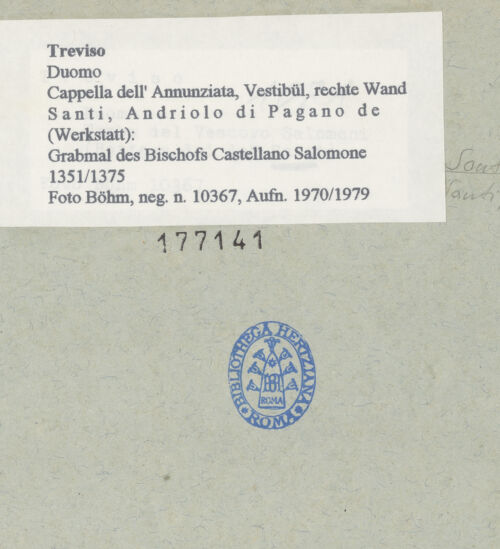 Treviso
Duomo
Cappella dell' Annunziata, Vestibül, rechte Wand
Santi, Andriolo di Pagano de
(Werkstatt):
Grabmal des Bischofs Castellano Salomone
1351/1375
Foto Böhm, neg. n. 10367, Aufn. 1970/1979
177141
BIBLIOTHECA HERTZIANA
ROMA
ROMA